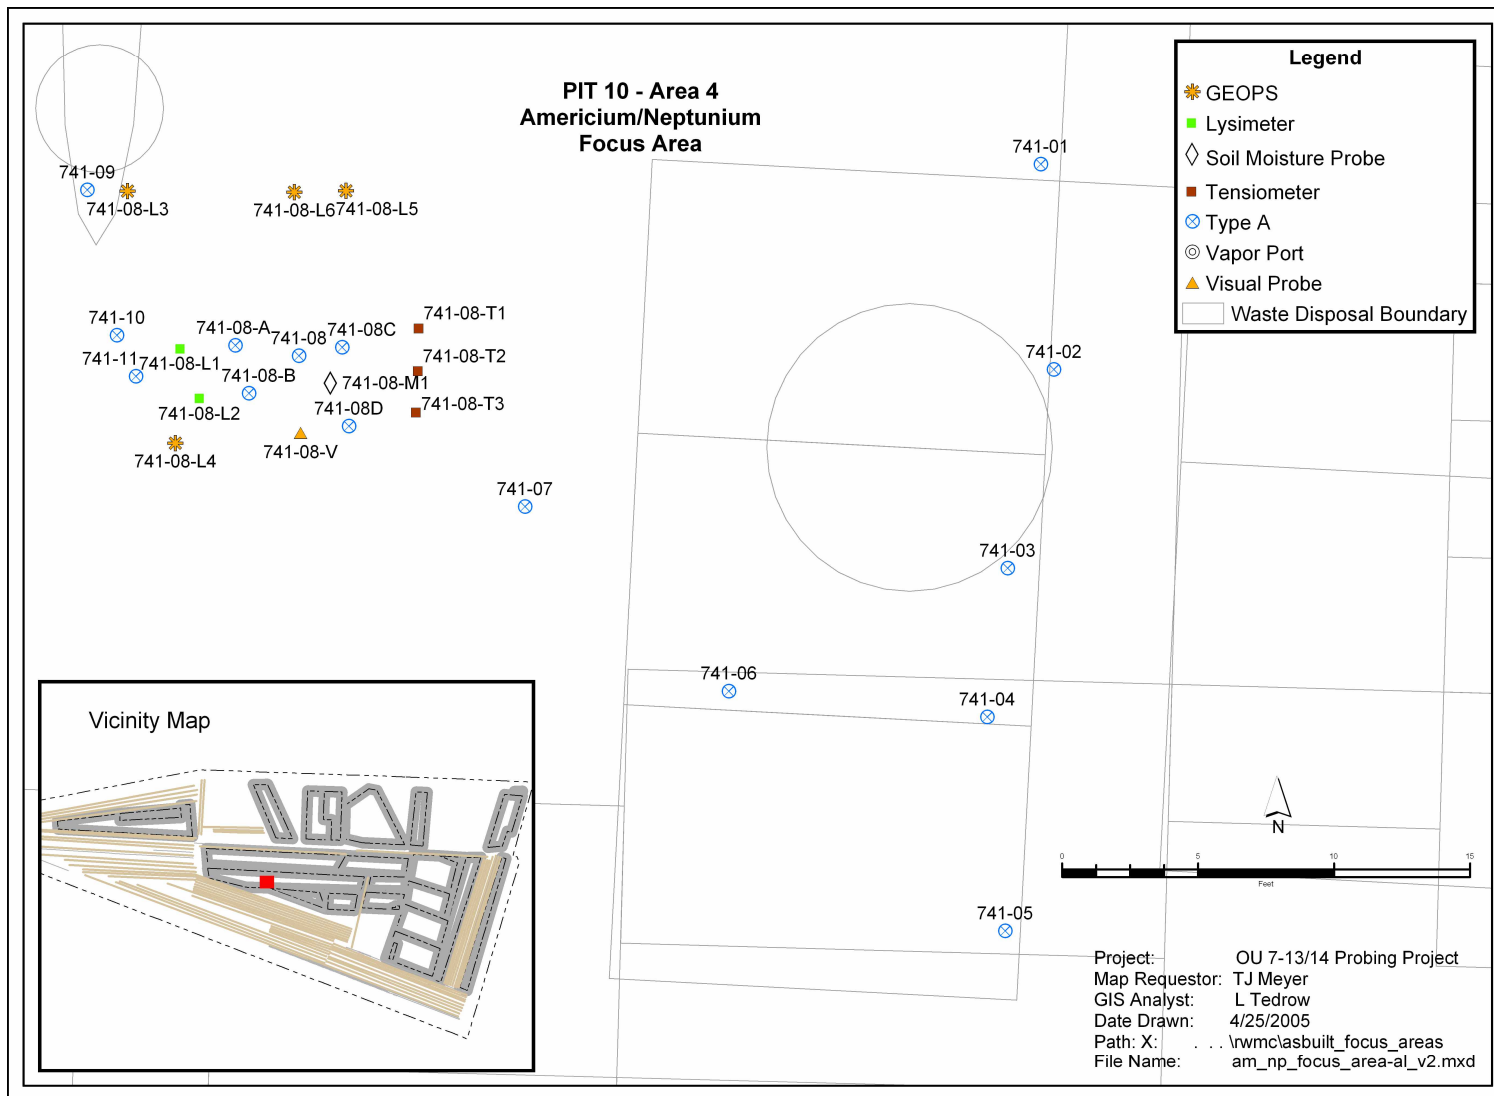 PIT 10 - Area 4
Americium/Neptunium
Focus Area
Legend
GEOPS
Lysimeter
Soil Moisture Probe
Tensiometer
Type A
Vapor Port
Visual Probe
Waste Disposal Boundary
741-01
741-09
741-08-L3
741-08-L6
741-08-L5
741-10
741-08-A
741-08
741-08C
741-08-T1
741-11
741-08-L1
741-08-B
741-08-M1
741-08-T2
741-02
741-08-L2
741-08D
741-08-T3
741-08-L4
741-08-V
741-07
741-03
741-06
741-04
741-05
Vicinity Map
N
0 5 10 15
Feet
Project: OU 7-13/14 Probing Project
Map Requestor: TJ Meyer
GIS Analyst: L Tedrow
Date Drawn: 4/25/2005
Path: X: . . . \rwmc\asbuilt_focus_areas
File Name: am_np_focus_area-al_v2.mxd